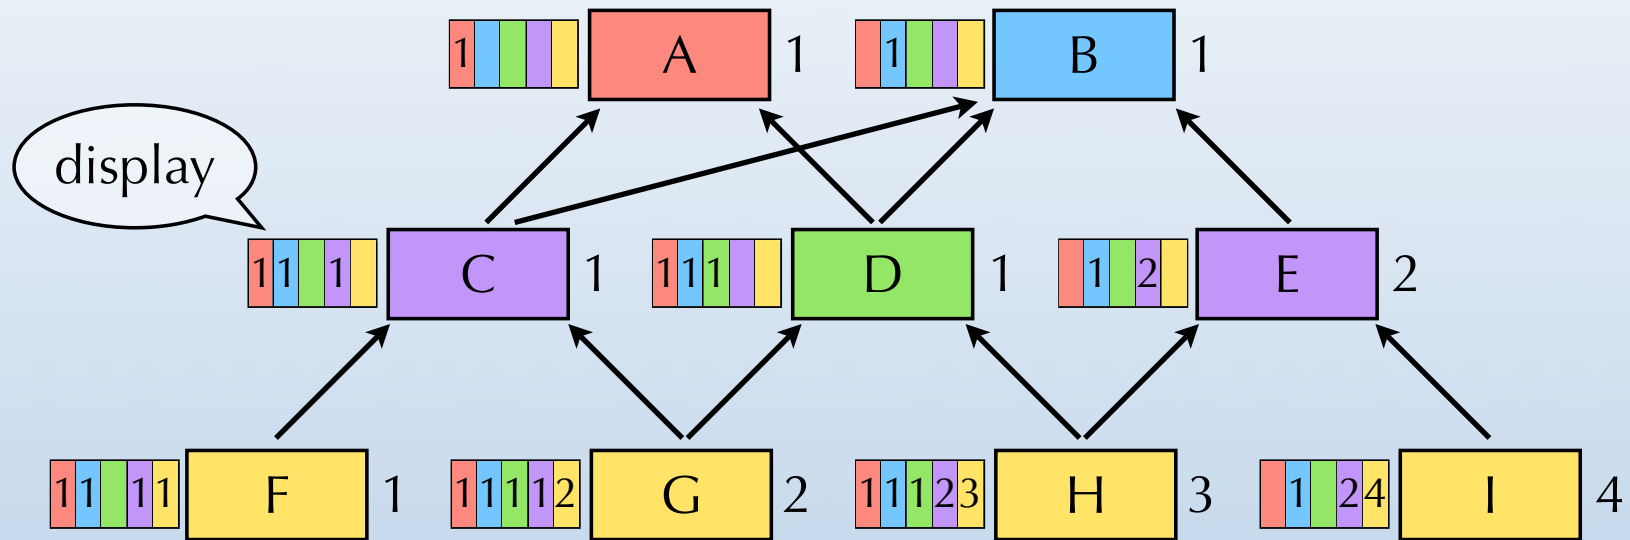 1 A 1
1 B 1
display
1 1 1 C 1
1 1 1 D 1
1 2 E 2
1 1 1 1 F 1
1 1 1 1 2 G 2
1 1 1 2 3 H 3
1 2 4 I 4